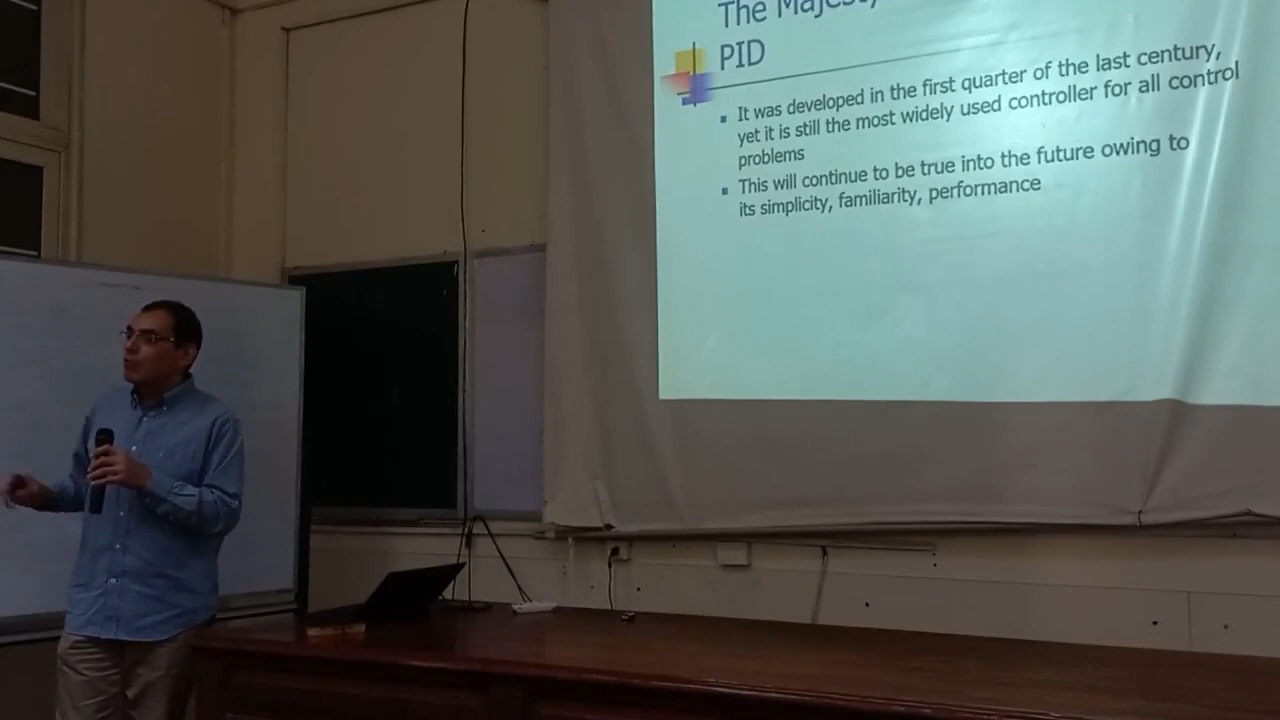 The Majesty
PID
It was developed in the first quarter of the last century,
yet it is still the most widely used controller for all control
problems
This will continue to be true into the future owing to
its simplicity, familiarity, performance